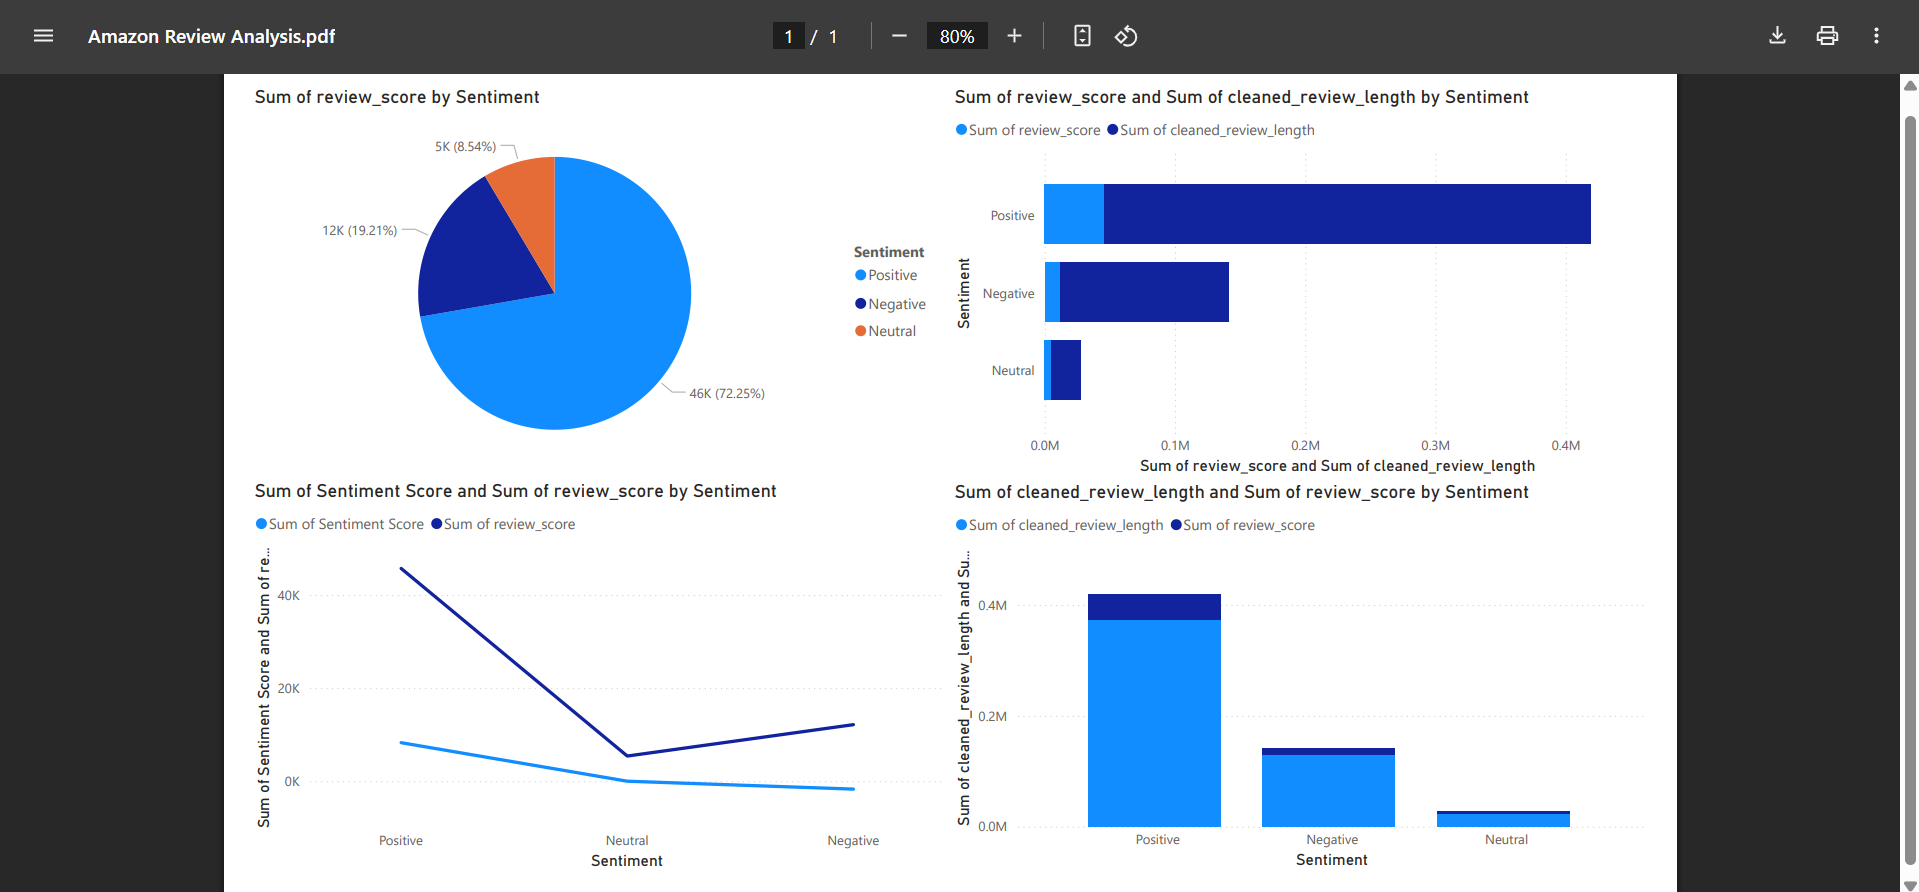 Amazon Review Analysis.pdf
1 / 1
80%
Sum of review_score by Sentiment
5K (8.54%)
12K (19.21%)
46K (72.25%)
Sentiment
Positive
Negative
Neutral
Sum of review_score and Sum of cleaned_review_length by Sentiment
Sum of review_score Sum of cleaned_review_length
Sentiment
Positive
Negative
Neutral
0.0M 0.1M 0.2M 0.3M 0.4M
Sum of review_score and Sum of cleaned_review_length
Sum of Sentiment Score and Sum of review_score by Sentiment
Sum of Sentiment Score Sum of review_score
Sum of Sentiment Score and Sum of re...
40K
20K
0K
Positive Neutral Negative
Sentiment
Sum of cleaned_review_length and Sum of review_score by Sentiment
Sum of cleaned_review_length Sum of review_score
Sum of cleaned_review_length and Su...
0.4M
0.2M
0.0M
Positive Negative Neutral
Sentiment